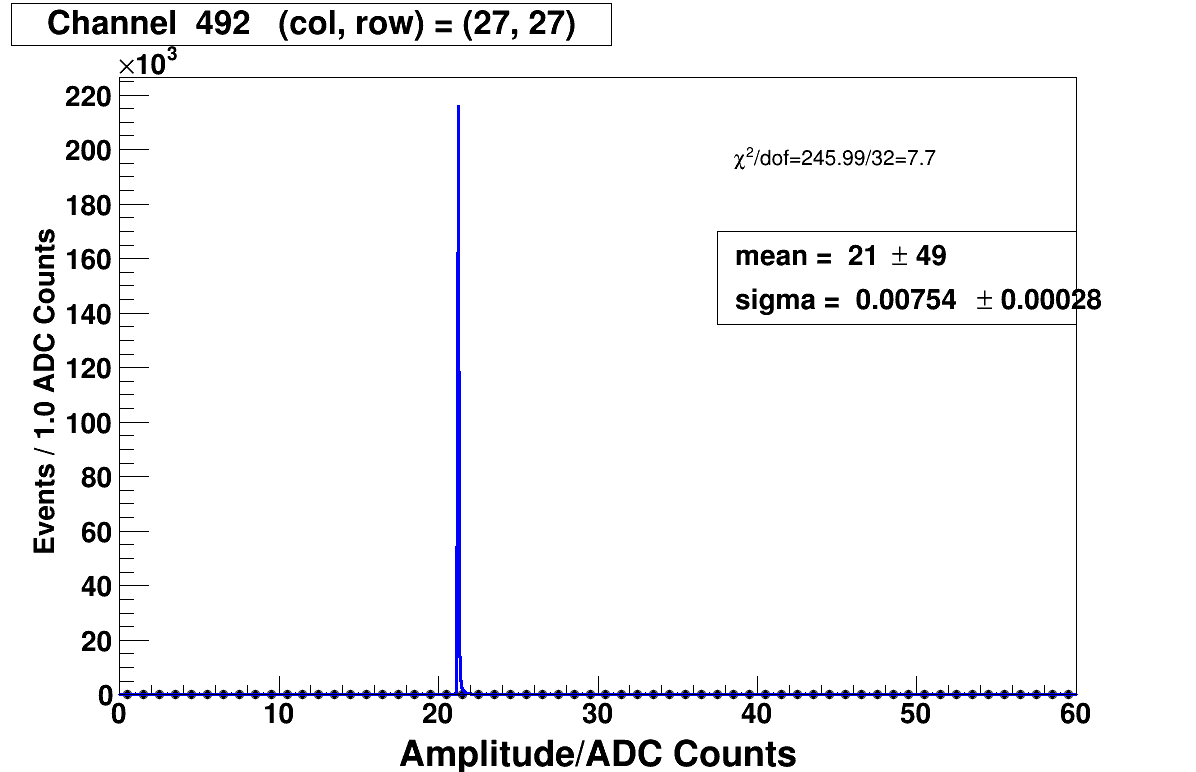 Channel 492 (col, row) = (27, 27)
×10³
220
200
180
160
140
120
100
80
60
40
20
0
Events / 1.0 ADC Counts
χ²/dof=245.99/32=7.7
mean = 21 ± 49
sigma = 0.00754 ± 0.00028
0 10 20 30 40 50 60
Amplitude/ADC Counts